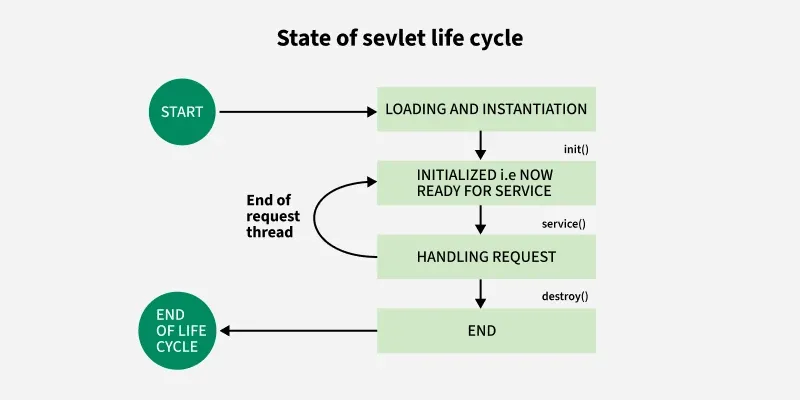 State of sevlet life cycle
START
LOADING AND INSTANTIATION
init()
INITIALIZED i.e NOW
READY FOR SERVICE
End of
request
thread
service()
HANDLING REQUEST
destroy()
END
OF LIFE
CYCLE
END